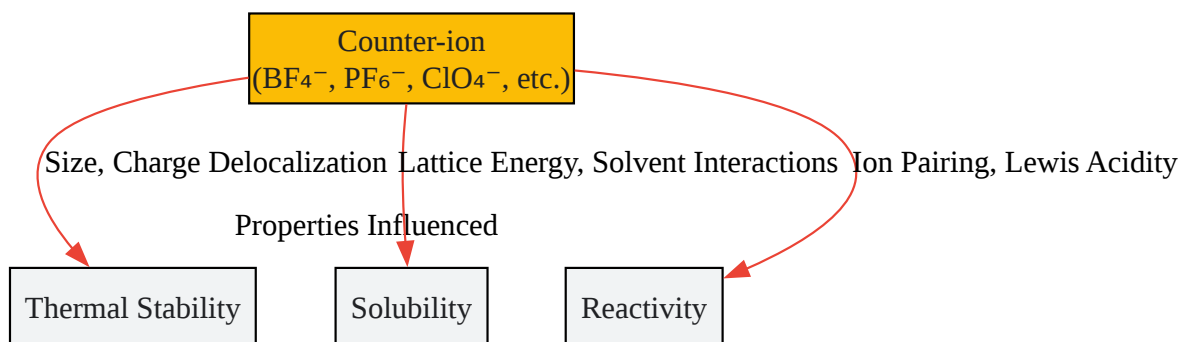 Counter-ion
(BF₄⁻, PF₆⁻, ClO₄⁻, etc.)
Size, Charge Delocalization
Lattice Energy, Solvent Interactions
Ion Pairing, Lewis Acidity
Properties Influenced
Thermal Stability
Solubility
Reactivity